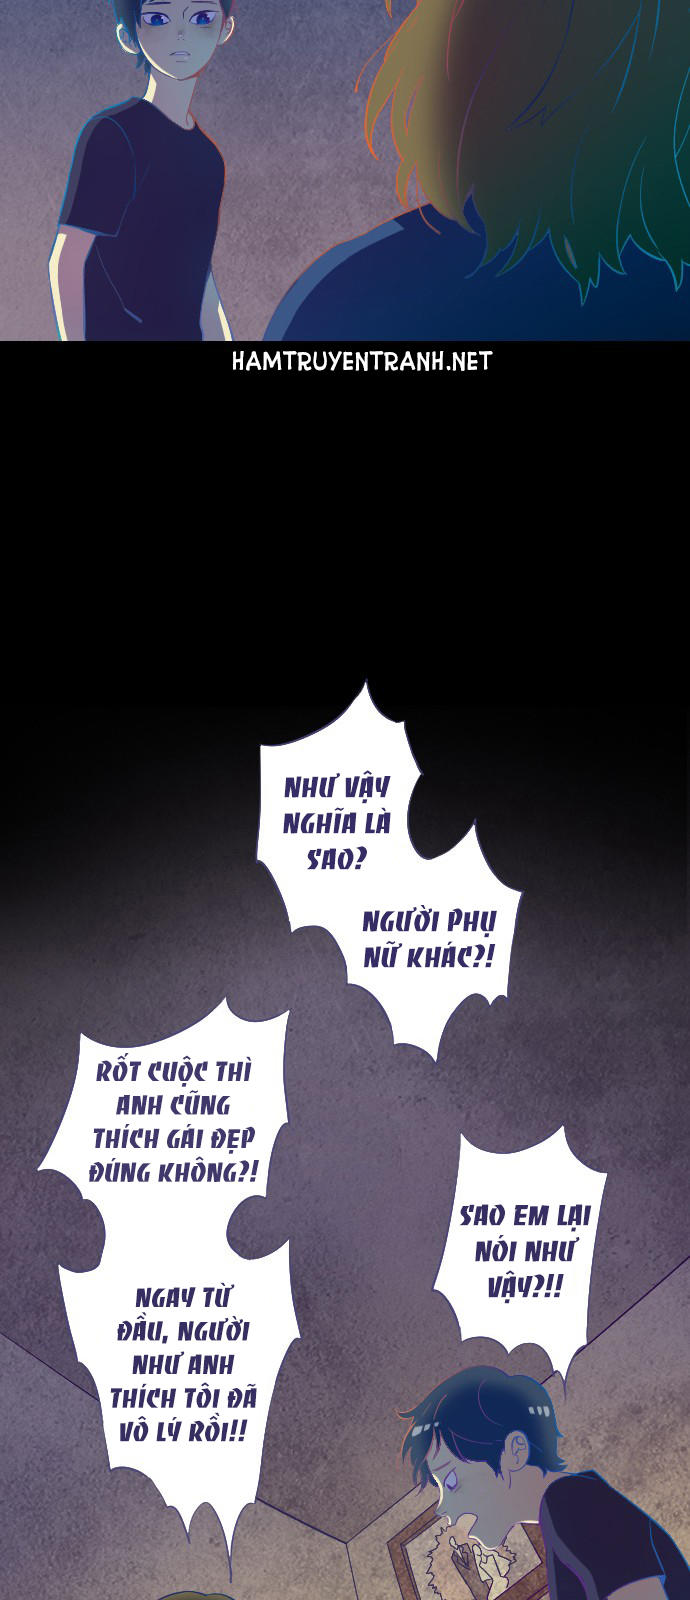 HAMTRUYENTRANH.NET
NHƯ VẬY
NGHĨA LÀ
SAO?
NGƯỜI PHỤ
NỮ KHÁC?!
RỐT CUỘC THÌ
ANH CŨNG
THÍCH GÁI ĐẸP
ĐÚNG KHÔNG?!
SAO EM LẠI
NÓI NHƯ
VẬY?!!
NGAY TỪ
ĐẦU, NGƯỜI
NHƯ ANH
THÍCH TÔI ĐÃ
VÔ LÝ RỒI!!